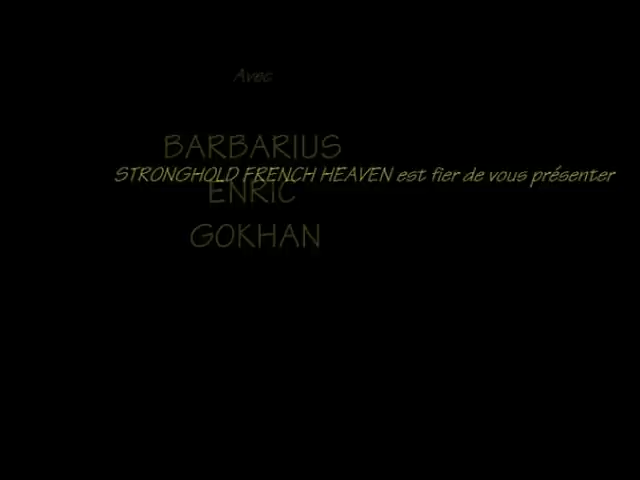 Avec
BARBARIUS
STRONGHOLD FRENCH HEAVEN est fier de vous présenter
ENRIC
GOKHAN